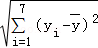 √(∑_{i=1}^{7} (y_i − y̅)²)